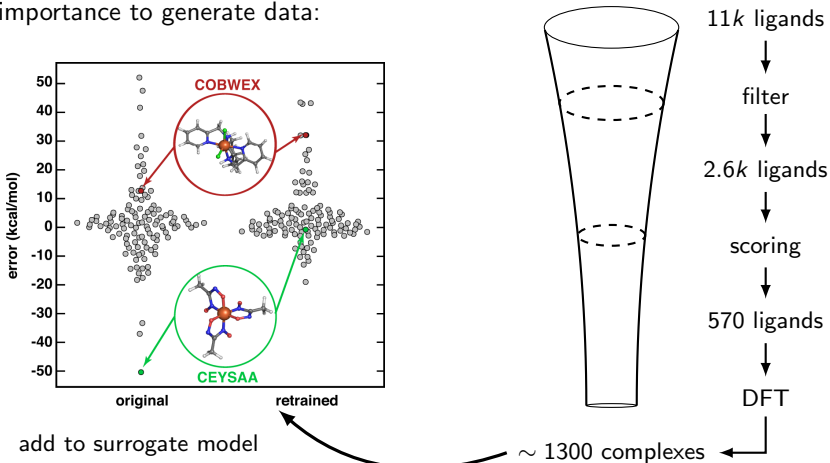 importance to generate data:
error (kcal/mol)
50
40
30
20
10
0
-10
-20
-30
-40
-50
COBWEX
CEYSAA
original retrained
add to surrogate model
11k ligands
filter
2.6k ligands
scoring
570 ligands
DFT
∼ 1300 complexes